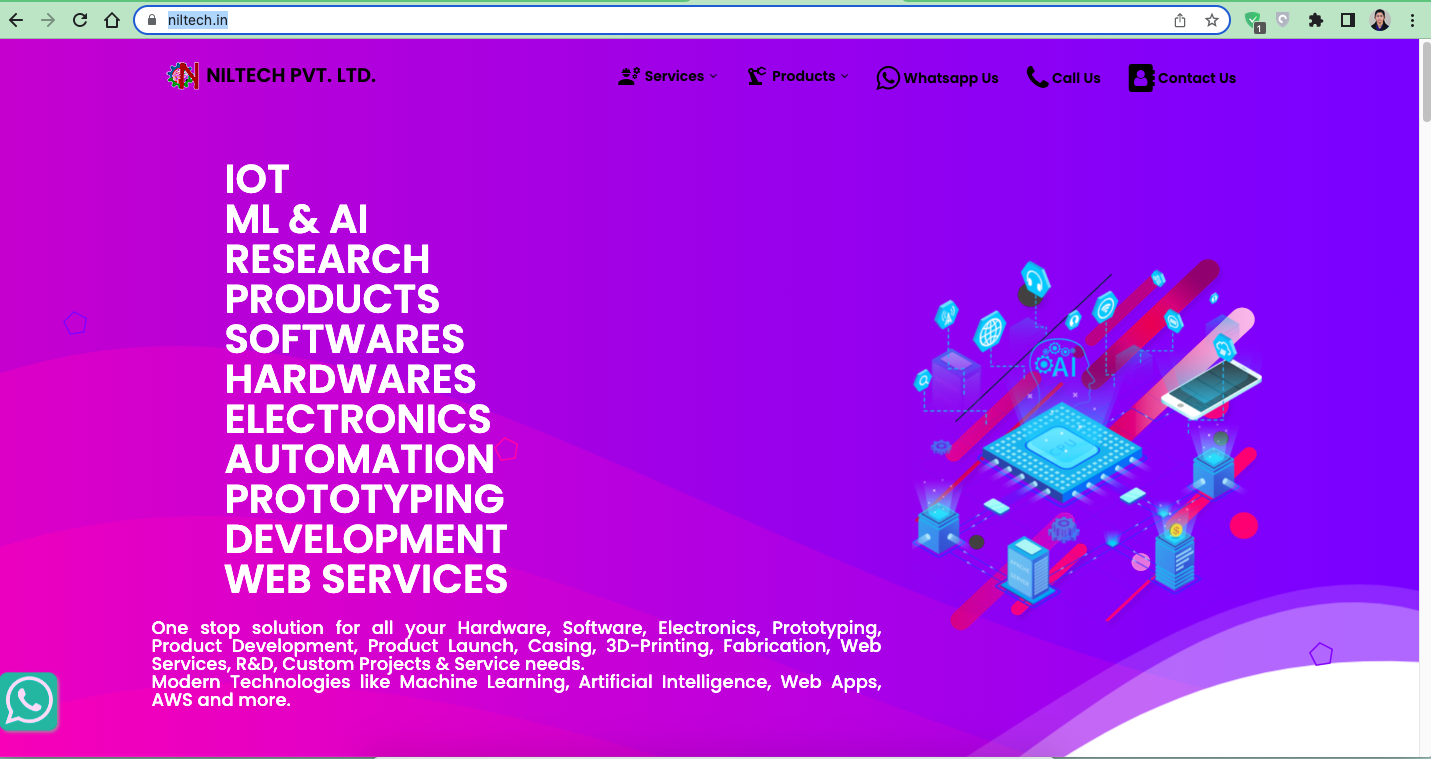 niltech.in
1
NILTECH PVT. LTD.
Services
Products
Whatsapp Us
Call Us
Contact Us
IOT
ML & AI
RESEARCH
PRODUCTS
SOFTWARES
HARDWARES
ELECTRONICS
AUTOMATION
PROTOTYPING
DEVELOPMENT
WEB SERVICES
AI
One stop solution for all your Hardware, Software, Electronics, Prototyping,
Product Development, Product Launch, Casing, 3D-Printing, Fabrication, Web
Services, R&D, Custom Projects & Service needs.
Modern Technologies like Machine Learning, Artificial Intelligence, Web Apps,
AWS and more.